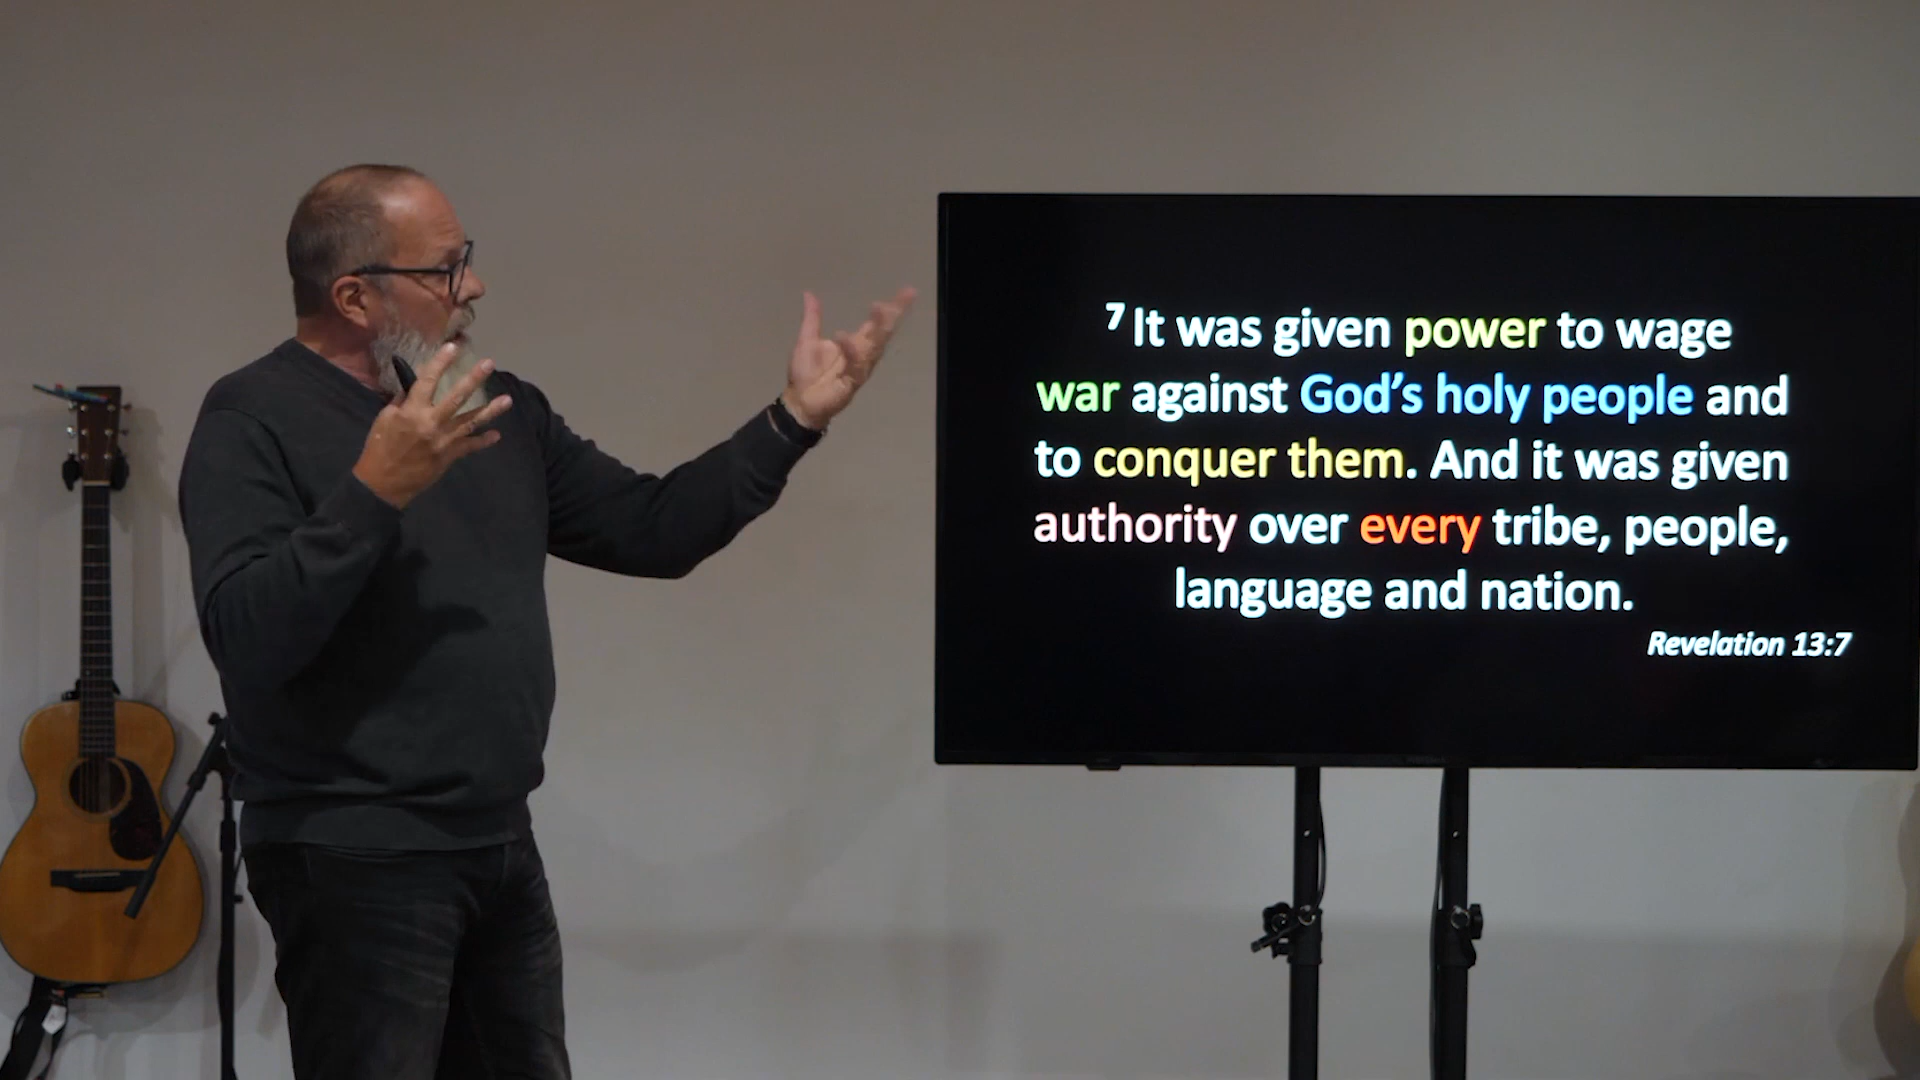 ⁷ It was given power to wage
war against God’s holy people and
to conquer them. And it was given
authority over every tribe, people,
language and nation.
Revelation 13:7